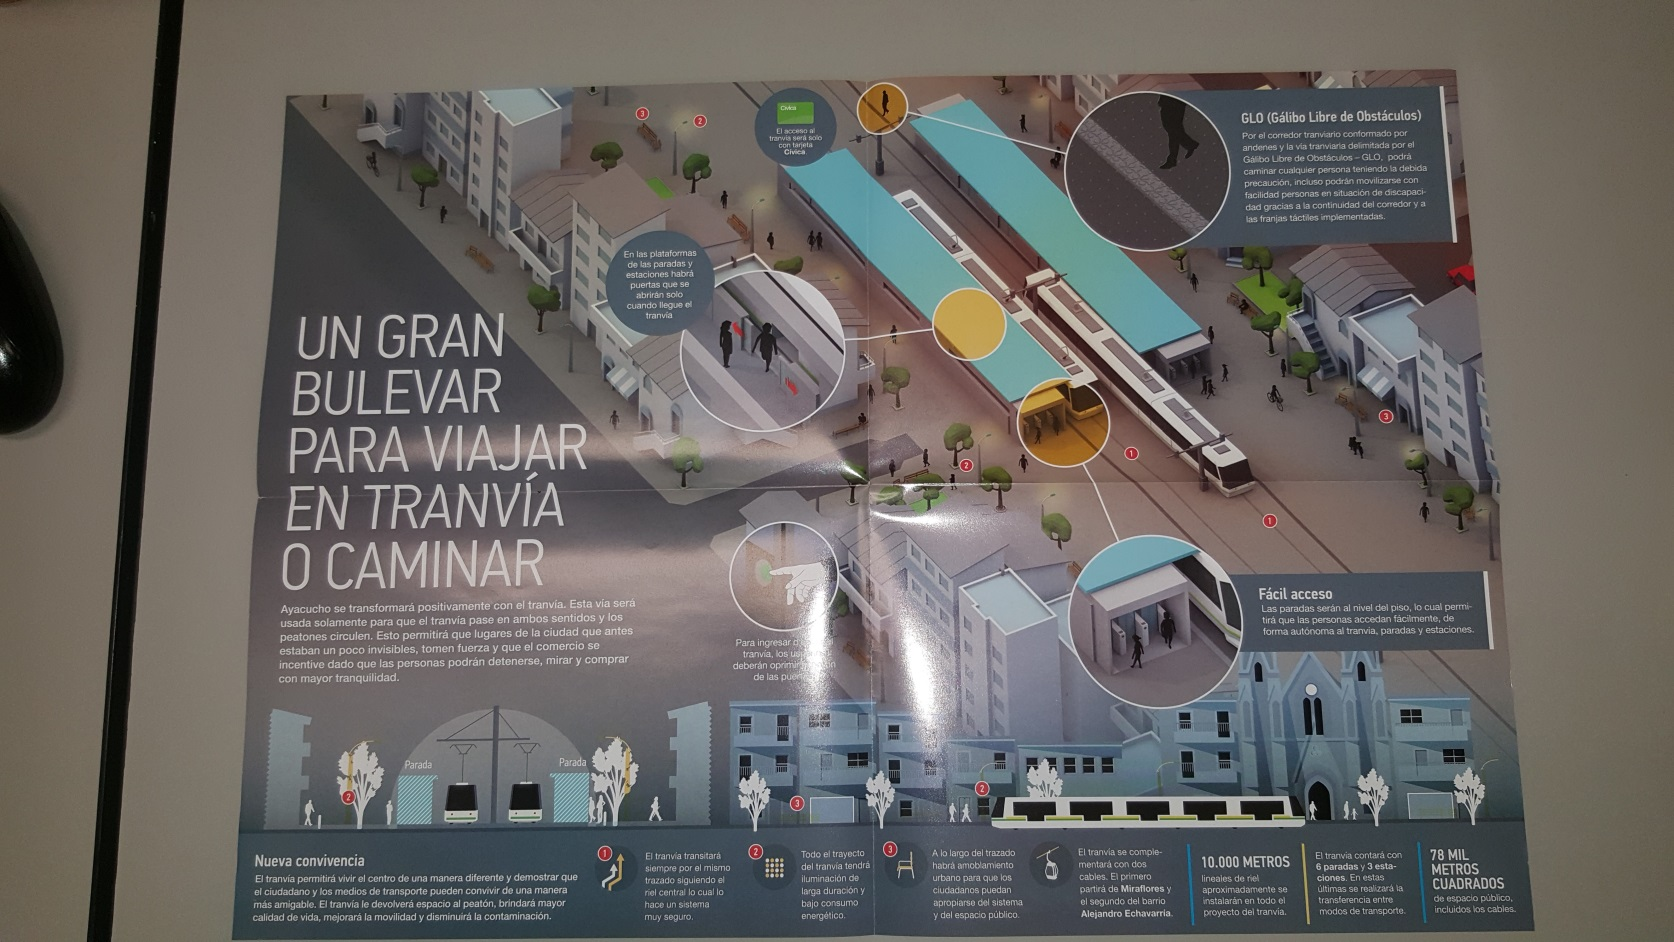 UN GRAN
BULEVAR
PARA VIAJAR
EN TRANVÍA
O CAMINAR
Ayacucho se transformará positivamente con el tranvía. Esta vía será
usada solamente para que el tranvía pase en ambos sentidos y los
peatones circulen. Esto permitirá que lugares de la ciudad que antes
estaban un poco invisibles, tomen fuerza y que el comercio se
incentive dado que las personas podrán detenerse, mirar y comprar
con mayor tranquilidad.
Cívica
El acceso al
tranvía será solo
con tarjeta
Cívica.
En las plataformas
de las paradas y
estaciones habrá
puertas que se
abrirán solo
cuando llegue el
tranvía
GLO (Gálibo Libre de Obstáculos)
Por el corredor tranviario conformado por
andenes y la vía tranviaria delimitada por el
Gálibo Libre de Obstáculos – GLO, podrá
caminar cualquier persona teniendo la debida
precaución, incluso podrán movilizarse con
facilidad personas en situación de discapaci-
dad gracias a la continuidad del corredor y a
las franjas táctiles implementadas.
3
2
3
2
1
1
Para ingresar
tranvía, los
deberán
de las
Fácil acceso
Las paradas serán al nivel del piso, lo cual permi-
tirá que las personas accedan fácilmente, de
forma autónoma al tranvía, paradas y estaciones.
Parada
Parada
2
3
2
Nueva convivencia
El tranvía permitirá vivir el centro de una manera diferente y demostrar que
el ciudadano y los medios de transporte pueden convivir de una manera
más amigable. El tranvía le devolverá espacio al peatón, brindará mayor
calidad de vida, mejorará la movilidad y disminuirá la contaminación.
1
El tranvía transitará
siempre por el mismo
trazado siguiendo el
riel central lo cual lo
hace un sistema
muy seguro.
2
Todo el trayecto
del tranvía tendrá
iluminación de
larga duración y
bajo consumo
energético.
3
A lo largo del trazado
habrá amoblamiento
urbano para que los
ciudadanos puedan
apropiarse del sistema
y del espacio público.
El tranvía se comple-
mentará con dos
cables. El primero
partirá de Miraflores y
el segundo del barrio
Alejandro Echavarría.
10.000 METROS
lineales de riel
aproximadamente se
instalarán en todo el
proyecto del tranvía.
El tranvía contará con
6 paradas y 3 esta-
ciones. En estas
últimas se realizará la
transferencia entre
modos de transporte.
78 MIL
METROS
CUADRADOS
de espacio público,
incluidos los cables.